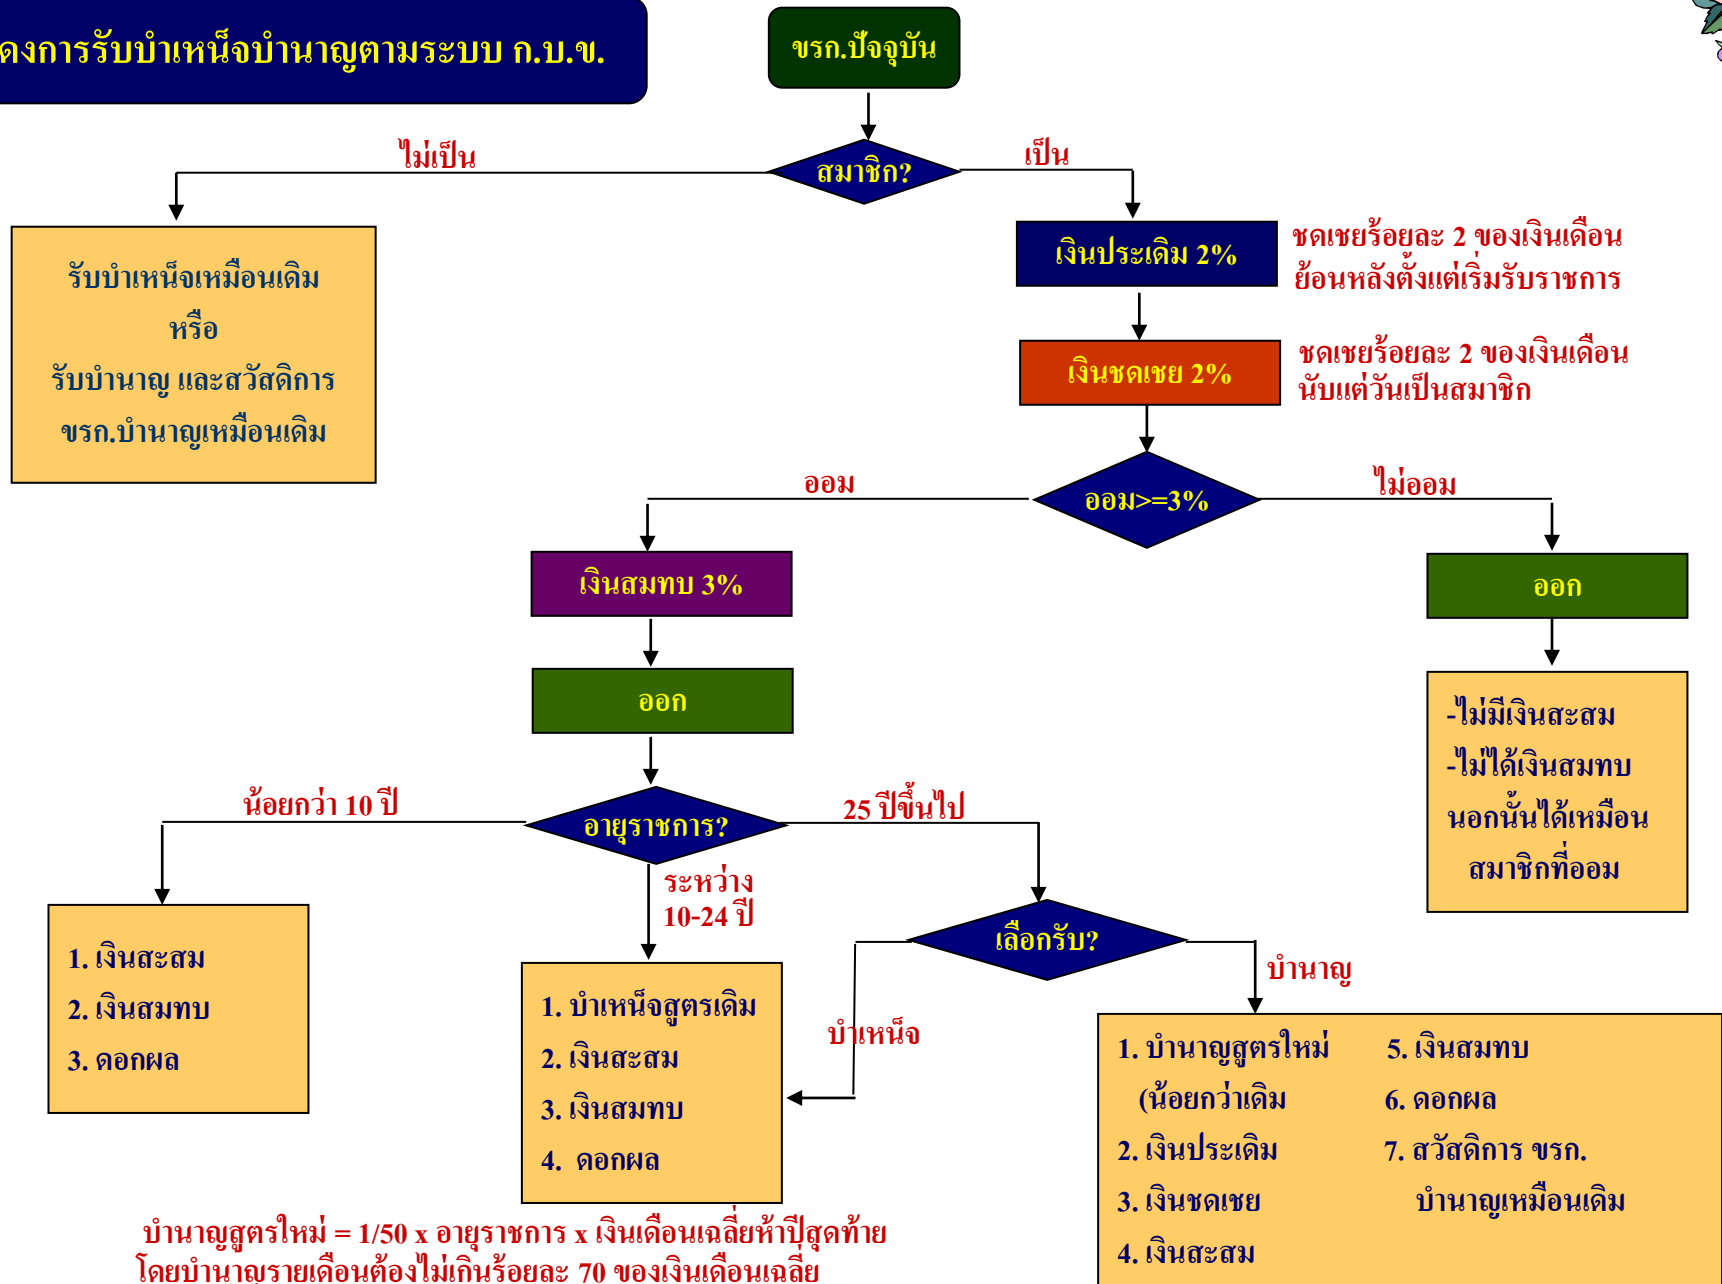 ดงการรับบำเหน็จบำนาญตามระบบ ก.บ.ข.
ขรก.ปัจจุบัน
ไม่เป็น
สมาชิก?
เป็น
รับบำเหน็จเหมือนเดิม
หรือ
รับบำนาญ และสวัสดิการ
ขรก.บำนาญเหมือนเดิม
เงินประเดิม 2%
ชดเชยร้อยละ 2 ของเงินเดือน
ย้อนหลังตั้งแต่เริ่มรับราชการ
เงินชดเชย 2%
ชดเชยร้อยละ 2 ของเงินเดือน
นับแต่วันเป็นสมาชิก
ออม
ออม>=3%
ไม่ออม
เงินสมทบ 3%
ออก
ออก
-ไม่มีเงินสะสม
-ไม่ได้เงินสมทบ
นอกนั้นได้เหมือน
สมาชิกที่ออม
น้อยกว่า 10 ปี
อายุราชการ?
25 ปีขึ้นไป
ระหว่าง
10-24 ปี
เลือกรับ?
บำเหน็จ
บำนาญ
1. เงินสะสม
2. เงินสมทบ
3. ดอกผล
1. บำเหน็จสูตรเดิม
2. เงินสะสม
3. เงินสมทบ
4. ดอกผล
1. บำนาญสูตรใหม่
(น้อยกว่าเดิม
2. เงินประเดิม
3. เงินชดเชย
4. เงินสะสม
5. เงินสมทบ
6. ดอกผล
7. สวัสดิการ ขรก.
บำนาญเหมือนเดิม
บำนาญสูตรใหม่ = 1/50 x อายุราชการ x เงินเดือนเฉลี่ยห้าปีสุดท้าย
โดยบำนาญรายเดือนต้องไม่เกินร้อยละ 70 ของเงินเดือนเฉลี่ย